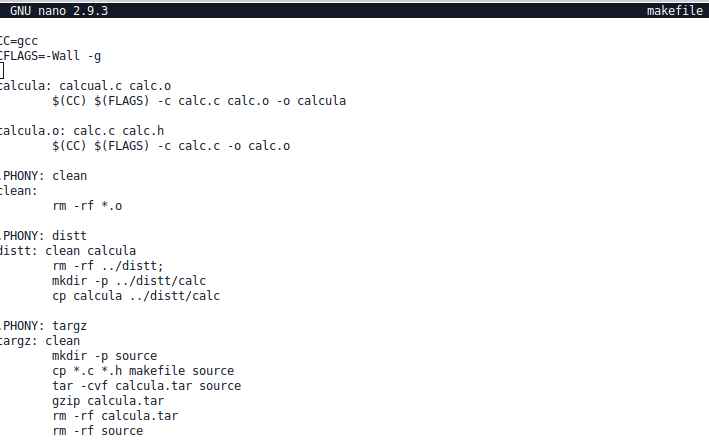 GNU nano 2.9.3 makefile
CC=gcc
CFLAGS=-Wall -g
calcula: calcual.c calc.o
$(CC) $(FLAGS) -c calc.c calc.o -o calcula
calcula.o: calc.c calc.h
$(CC) $(FLAGS) -c calc.c -o calc.o
.PHONY: clean
clean:
rm -rf *.o
.PHONY: distt
distt: clean calcula
rm -rf ../distt;
mkdir -p ../distt/calc
cp calcula ../distt/calc
.PHONY: targz
targz: clean
mkdir -p source
cp *.c *.h makefile source
tar -cvf calcula.tar source
gzip calcula.tar
rm -rf calcula.tar
rm -rf source